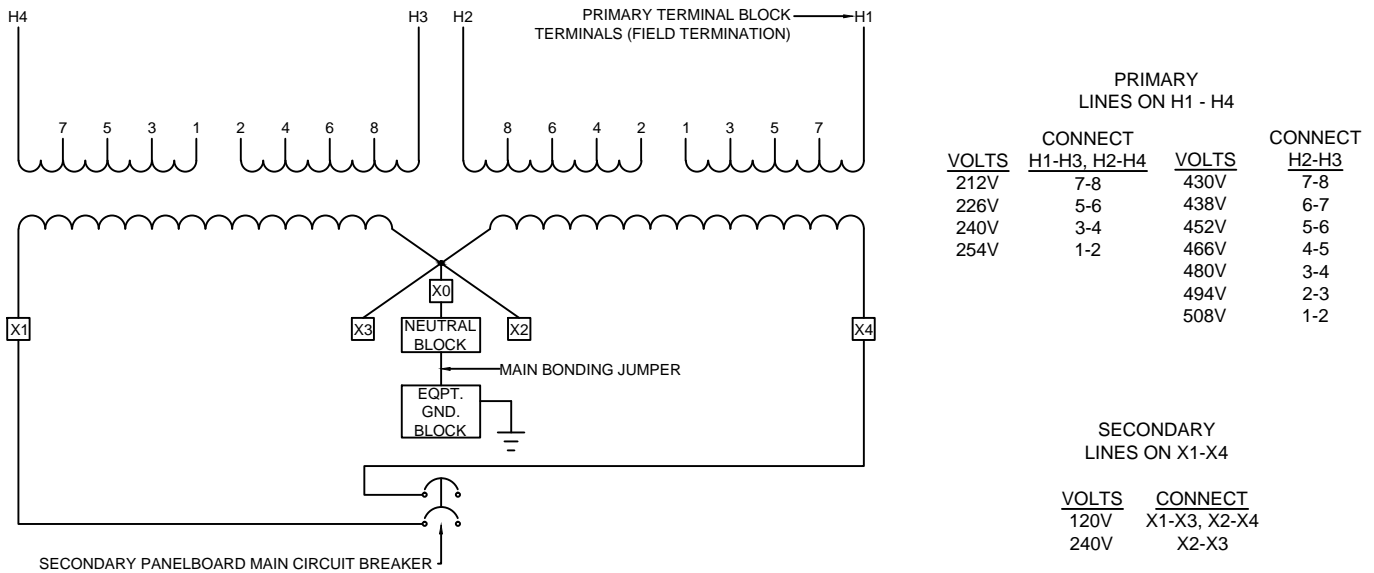 H4
H3
H2
PRIMARY TERMINAL BLOCK
TERMINALS (FIELD TERMINATION)
H1
7 5 3 1 2 4 6 8 8 6 4 2 1 3 5 7
X1
X3
X0
X2
X4
NEUTRAL
BLOCK
MAIN BONDING JUMPER
EQPT.
GND.
BLOCK
SECONDARY PANELBOARD MAIN CIRCUIT BREAKER
PRIMARY
LINES ON H1 - H4
CONNECT CONNECT
VOLTS H1-H3, H2-H4 VOLTS H2-H3
212V 7-8 430V 7-8
226V 5-6 438V 6-7
240V 3-4 452V 5-6
254V 1-2 466V 4-5
480V 3-4
494V 2-3
508V 1-2
SECONDARY
LINES ON X1-X4
VOLTS CONNECT
120V X1-X3, X2-X4
240V X2-X3